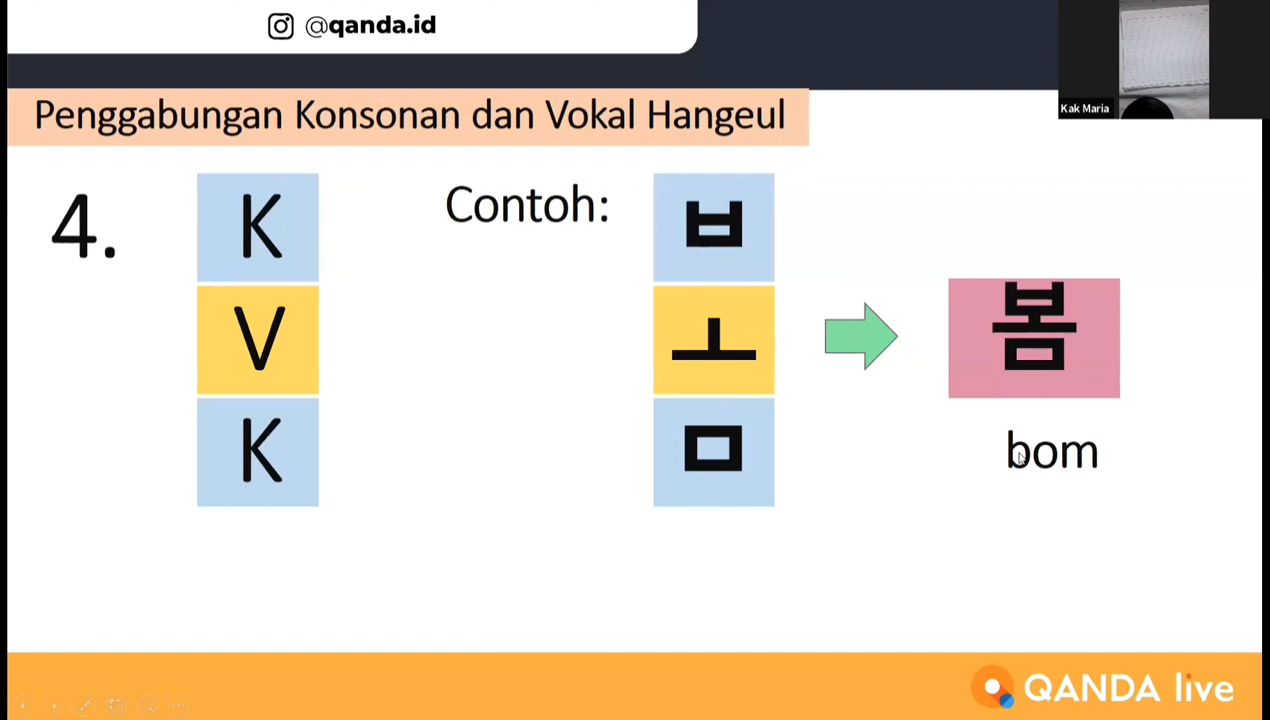 @qanda.id
Kak Maria
Penggabungan Konsonan dan Vokal Hangeul
4.
K
V
K
Contoh:
ㅂ
ㅗ
ㅁ
봄
bom
QANDA live